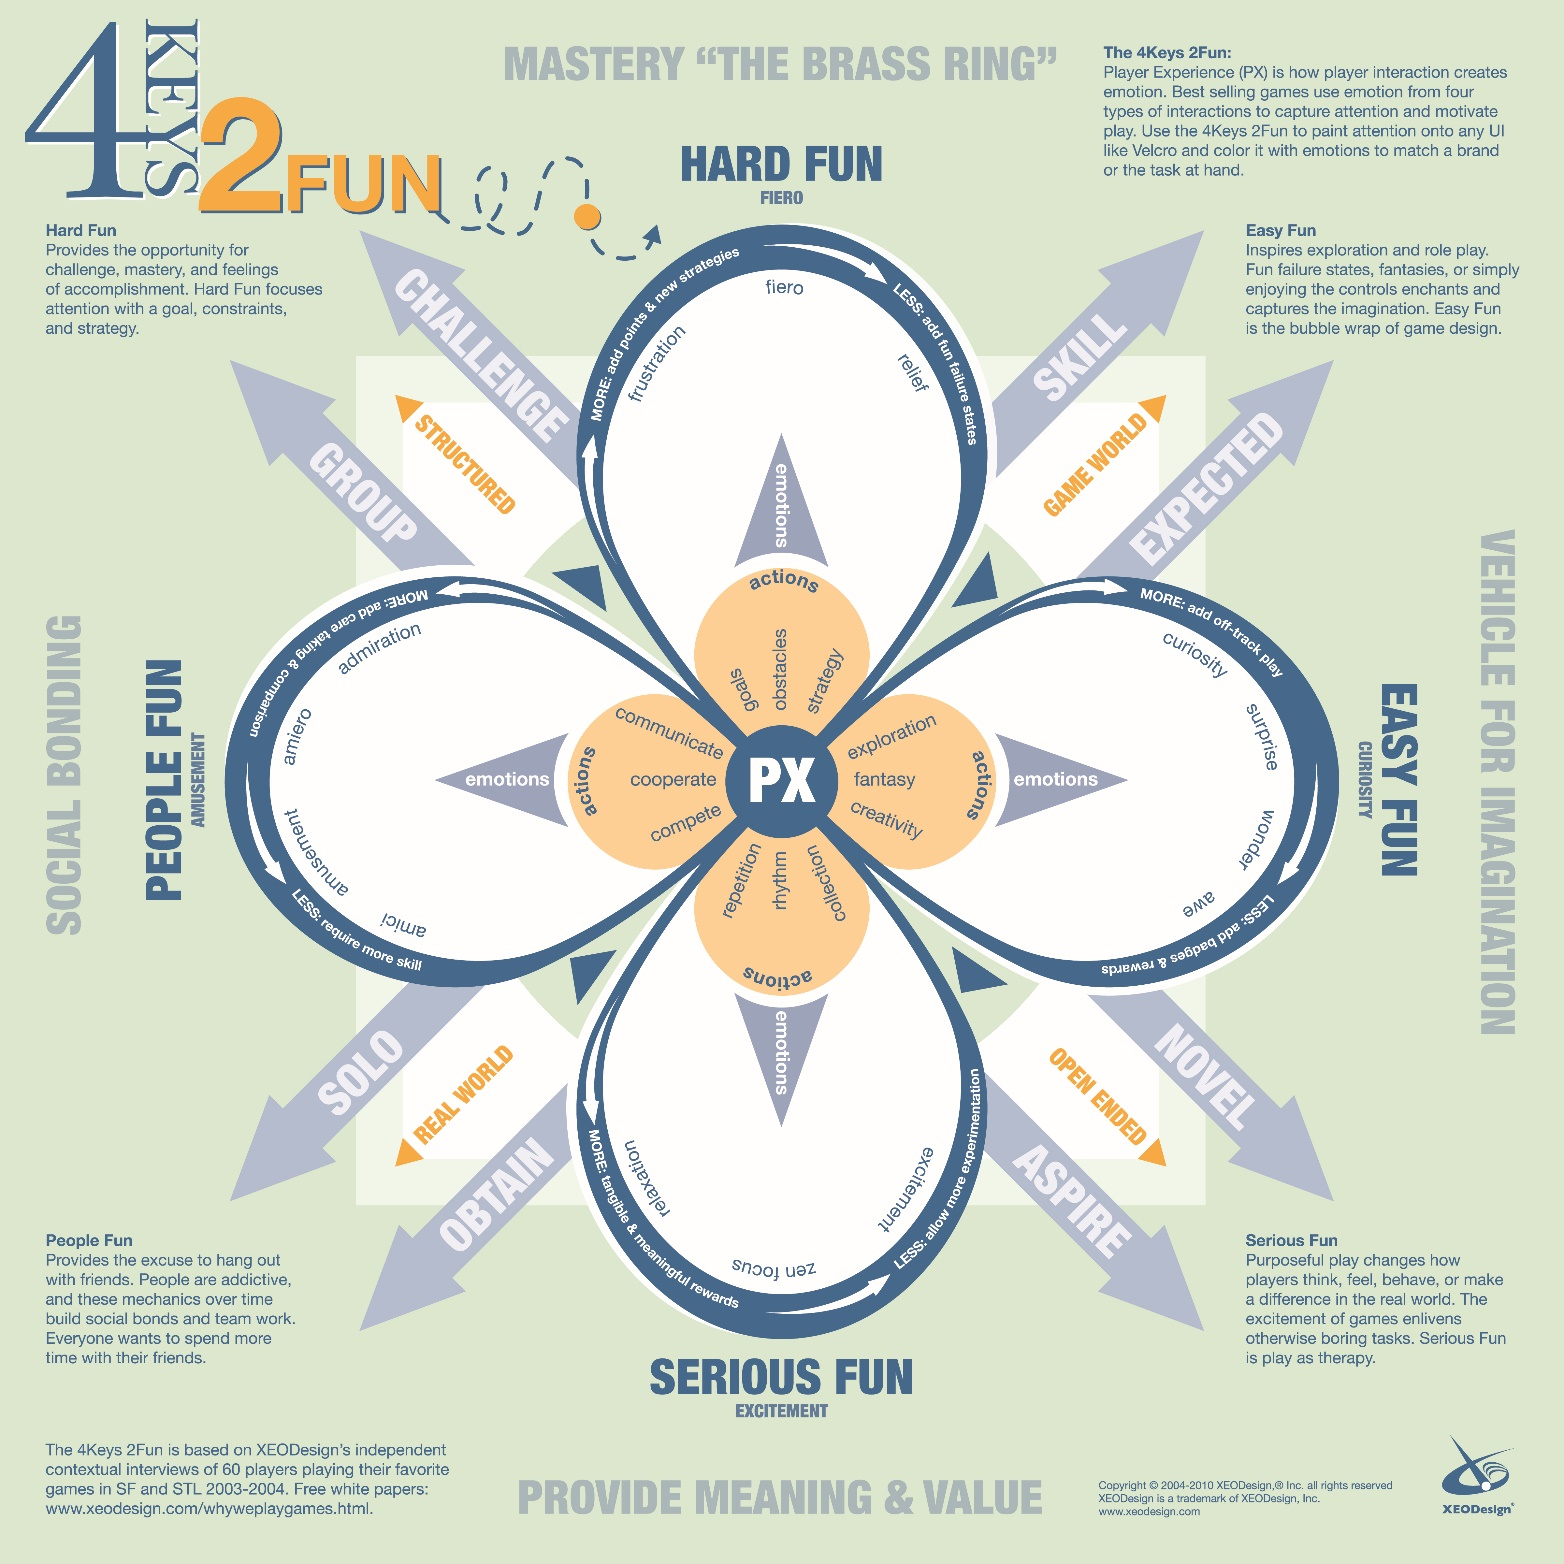 4 KEYS 2FUN
MASTERY “THE BRASS RING”
The 4Keys 2Fun:
Player Experience (PX) is how player interaction creates
emotion. Best selling games use emotion from four
types of interactions to capture attention and motivate
play. Use the 4Keys 2Fun to paint attention onto any UI
like Velcro and color it with emotions to match a brand
or the task at hand.
HARD FUN
FIERO
Hard Fun
Provides the opportunity for
challenge, mastery, and feelings
of accomplishment. Hard Fun focuses
attention with a goal, constraints,
and strategy.
Easy Fun
Inspires exploration and role play.
Fun failure states, fantasies, or simply
enjoying the controls enchants and
captures the imagination. Easy Fun
is the bubble wrap of game design.
CHALLENGE
GROUP
STRUCTURED
SKILL
EXPECTED
GAME WORLD
MORE: add points & new strategies
LESS: add fun failure states
frustration
fiero
relief
emotions
actions
goals
obstacles
strategy
SOCIAL BONDING
PEOPLE FUN
AMUSEMENT
MORE: add care taking & comparison
LESS: require more skill
admiration
amiero
amusement
amici
emotions
actions
communicate
cooperate
compete
PX
exploration
fantasy
creativity
actions
emotions
MORE: add off-track play
LESS: add badges & rewards
curiosity
surprise
wonder
awe
EASY FUN
CURIOSITY
VEHICLE FOR IMAGINATION
repetition
rhythm
collection
actions
emotions
MORE: tangible & meaningful rewards
LESS: allow more experimentation
relaxation
zen focus
excitement
SOLO
OBTAIN
REAL WORLD
NOVEL
ASPIRE
OPEN ENDED
People Fun
Provides the excuse to hang out
with friends. People are addictive,
and these mechanics over time
build social bonds and team work.
Everyone wants to spend more
time with their friends.
Serious Fun
Purposeful play changes how
players think, feel, behave, or make
a difference in the real world. The
excitement of games enlivens
otherwise boring tasks. Serious Fun
is play as therapy.
SERIOUS FUN
EXCITEMENT
The 4Keys 2Fun is based on XEODesign’s independent
contextual interviews of 60 players playing their favorite
games in SF and STL 2003-2004. Free white papers:
www.xeodesign.com/whyweplaygames.html.
PROVIDE MEANING & VALUE
Copyright © 2004-2010 XEODesign,® Inc. all rights reserved
XEODesign is a trademark of XEODesign, Inc.
www.xeodesign.com
XEODesign®